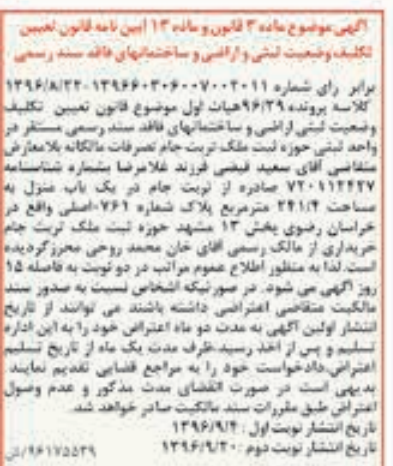 آگهی موضوع ماده ۳ قانون و ماده ۱۳ آیین نامه قانون تعیین
تکلیف وضعیت ثبتی و اراضی و ساختمانهای فاقد سند رسمی
برابر رای شماره ۱۳۹۶۶۰۳۰۶۰۰۷۰۰۲۰۱۱-۱۳۹۶/۸/۲۲
کلاسه پرونده ۹۶/۲۹ هیات اول موضوع قانون تعیین تکلیف
وضعیت ثبتی اراضی و ساختمانهای فاقد سند رسمی مستقر در
واحد ثبتی حوزه ثبت ملک تربت جام تصرفات مالکانه بلامعارض
متقاضی آقای سعید فیضی فرزند غلامرضا بشماره شناسنامه
۷۲۰۱۱۲۴۲۷ صادره از تربت جام در یک باب منزل به
مساحت ۲۴۱/۴ مترمربع پلاک شماره ۷۶۱-اصلی واقع در
خراسان رضوی بخش ۱۳ مشهد حوزه ثبت ملک تربت جام
خریداری از مالک رسمی آقای خان محمد روحی محرزگردیده
است.لذا به منظور اطلاع عموم مراتب در دو نوبت به فاصله ۱۵
روز آگهی می شود. در صورتیکه اشخاص نسبت به صدور سند
مالکیت متقاضی اعتراضی داشته باشند می توانند از تاریخ
انتشار اولین آگهی به مدت دو ماه اعتراض خود را به این اداره
تسلیم و پس از اخذ رسید،ظرف مدت یک ماه از تاریخ تسلیم
اعتراض،دادخواست خود را به مراجع قضایی تقدیم نمایند.
بدیهی است در صورت انقضای مدت مذکور و عدم وصول
اعتراض طبق مقررات سند مالکیت صادر خواهد شد.
تاریخ انتشار نوبت اول : ۱۳۹۶/۹/۴
تاریخ انتشار نوبت دوم : ۱۳۹۶/۹/۲۰
۹۶۱۷۵۵۳۹/ش